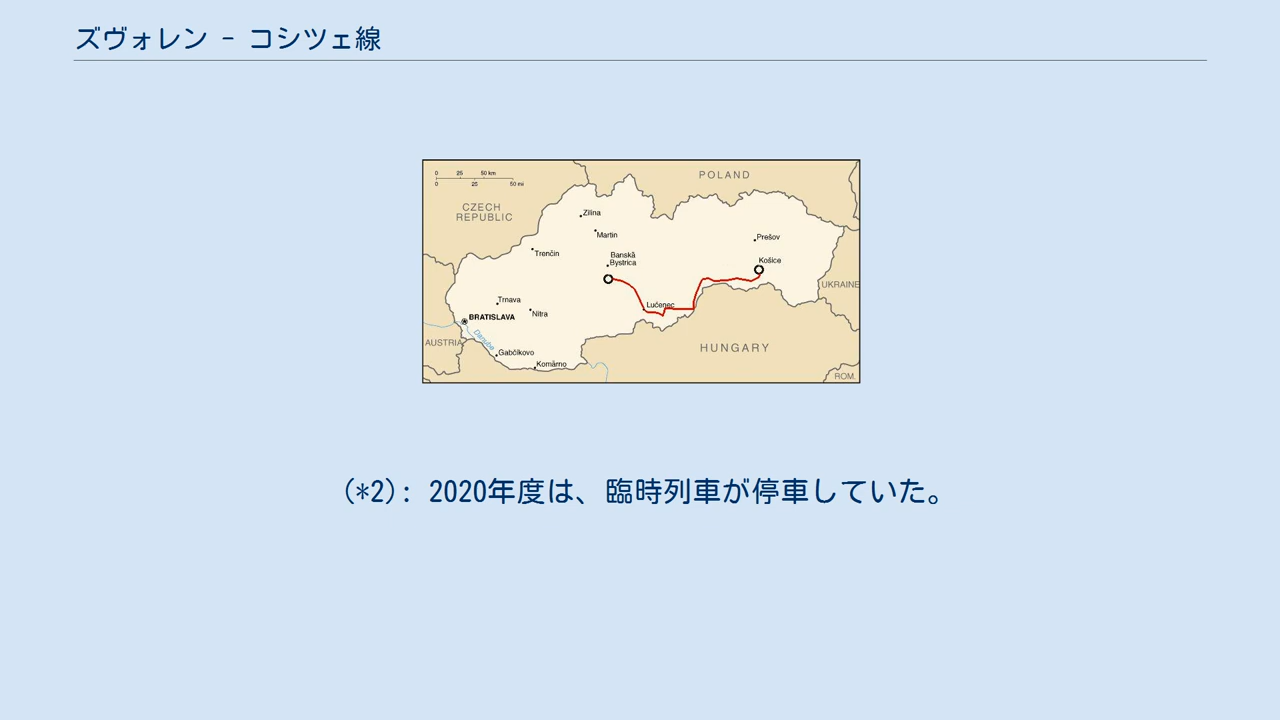 ズヴォレン - コシツェ線
0 25 50 km
0 25 50 mi
POLAND
CZECH
REPUBLIC
Zilina
Martin
Prešov
Trenčín
Banská
Bystrica
Košice
UKRAINE
Trnava
Lučenec
Nitra
BRATISLAVA
Danube
AUSTRIA
HUNGARY
Gabčíkovo
Komárno
ROM.
(*2): 2020年度は、臨時列車が停車していた。